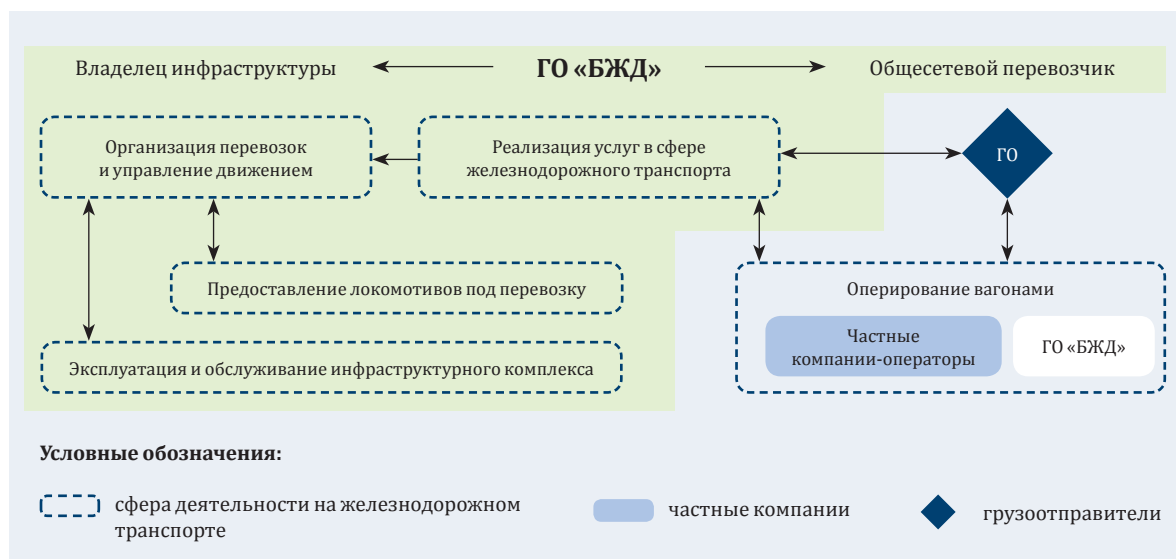 Владелец инфраструктуры
ГО «БЖД»
Общесетевой перевозчик
Организация перевозок
и управление движением
Реализация услуг в сфере
железнодорожного транспорта
ГО
Предоставление локомотивов под перевозку
Оперирование вагонами
Частные
компании-операторы
ГО «БЖД»
Эксплуатация и обслуживание инфраструктурного комплекса
Условные обозначения:
сфера деятельности на железнодорожном
транспорте
частные компании
грузоотправители